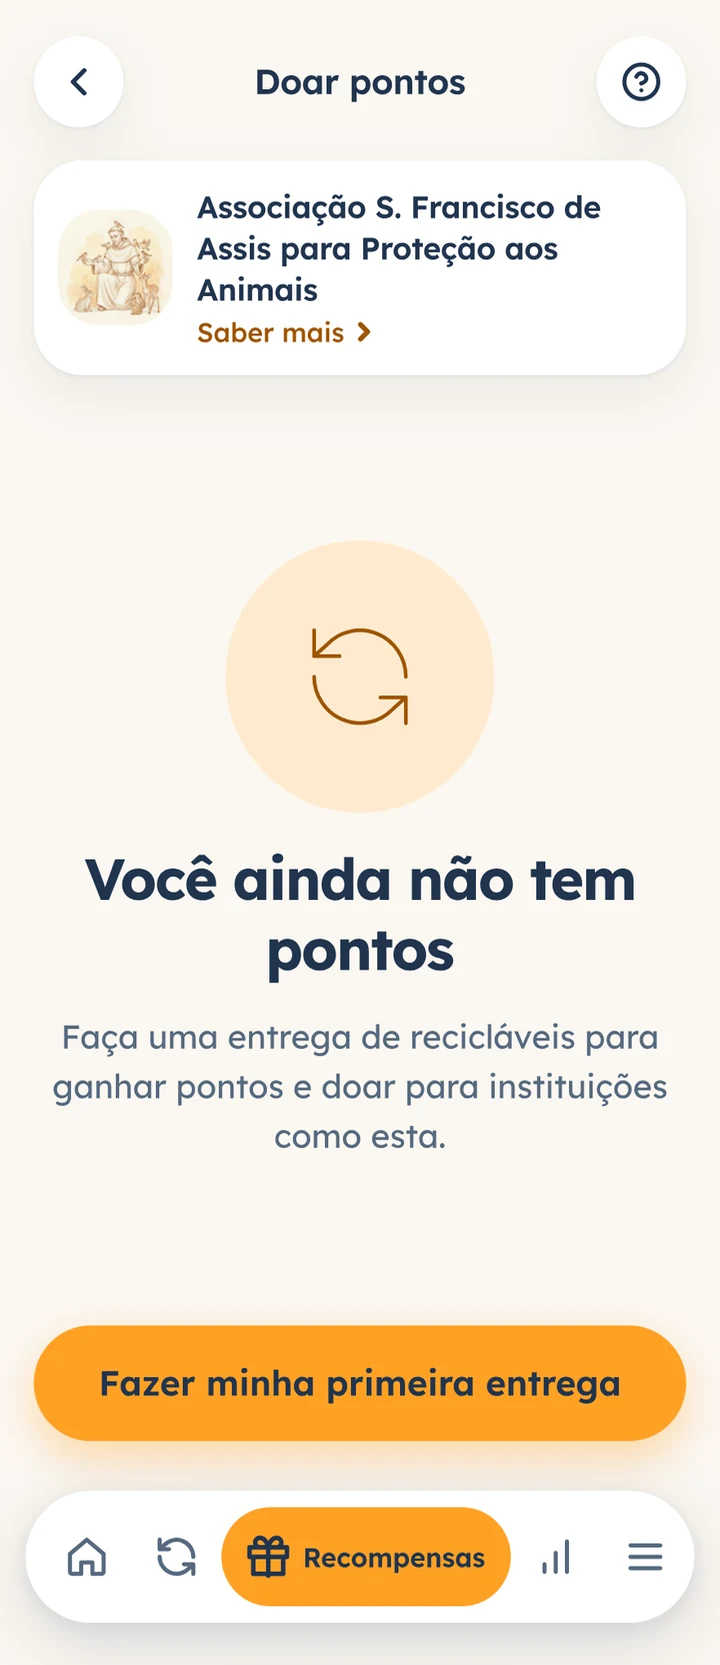 Doar pontos
Associação S. Francisco de
Assis para Proteção aos
Animais
Saber mais
Você ainda não tem
pontos
Faça uma entrega de recicláveis para
ganhar pontos e doar para instituições
como esta.
Fazer minha primeira entrega
Recompensas